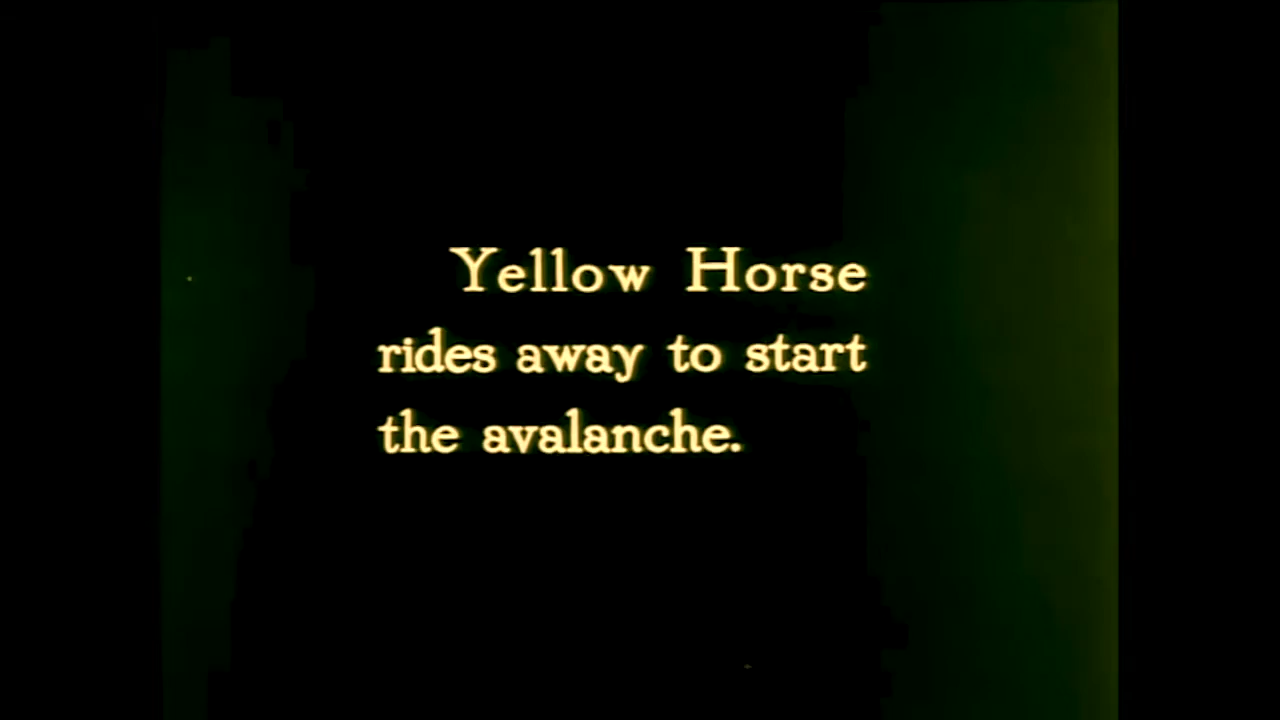 Yellow Horse
rides away to start
the avalanche.